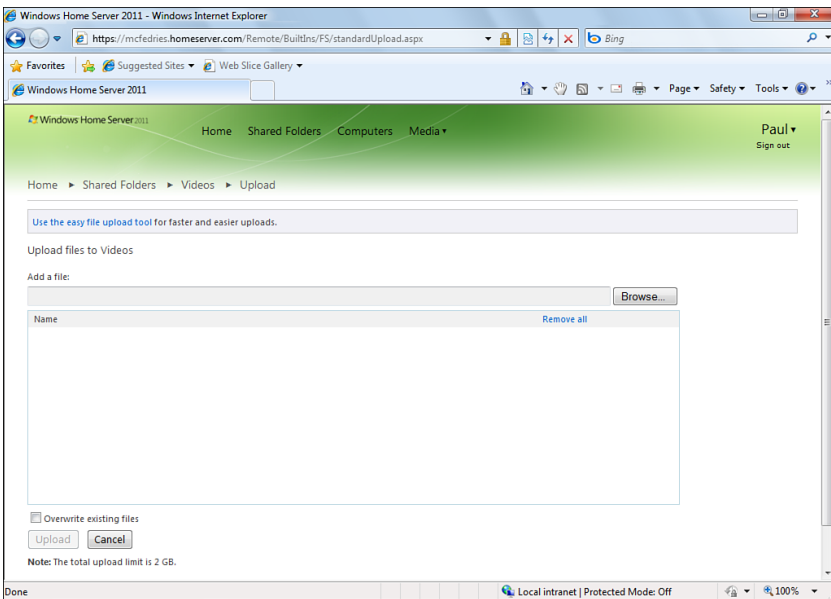 Windows Home Server 2011 - Windows Internet Explorer
https://mcfedries.homeserver.com/Remote/BuiltIns/FS/standardUpload.aspx
Bing
Favorites Suggested Sites Web Slice Gallery
Windows Home Server 2011
Page Safety Tools
Windows Home Server 2011
Home Shared Folders Computers Media
Paul
Sign out
Home Shared Folders Videos Upload
Use the easy file upload tool for faster and easier uploads.
Upload files to Videos
Add a file:
Browse...
Name Remove all
Overwrite existing files
Upload Cancel
Note: The total upload limit is 2 GB.
Done Local intranet | Protected Mode: Off 100%